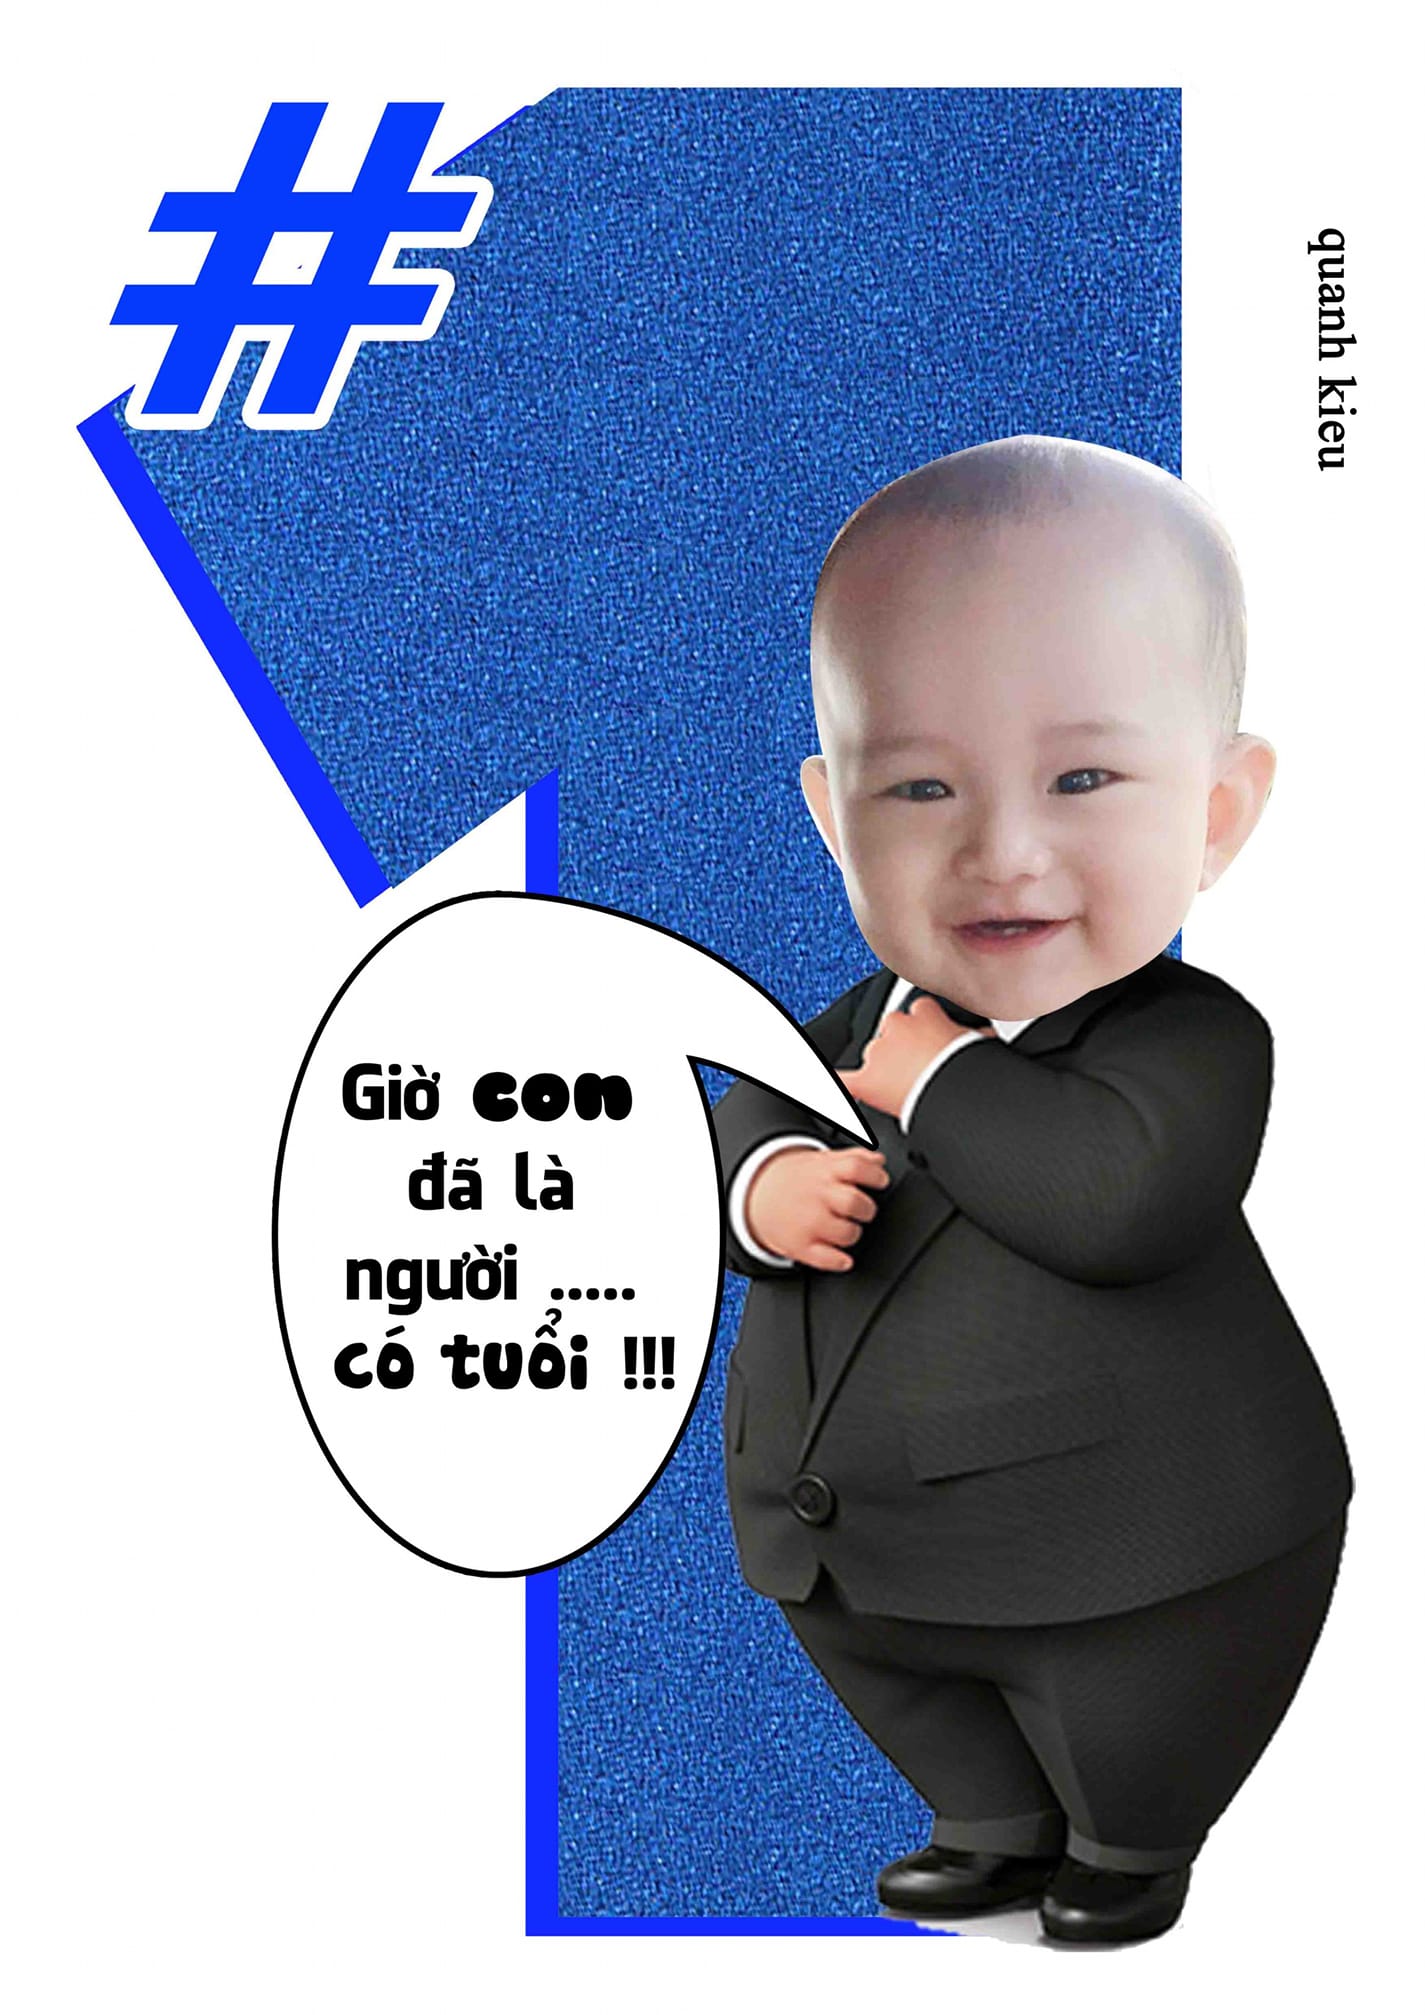 #
quanh kieu
Giờ con
đã là
người .....
có tuổi !!!